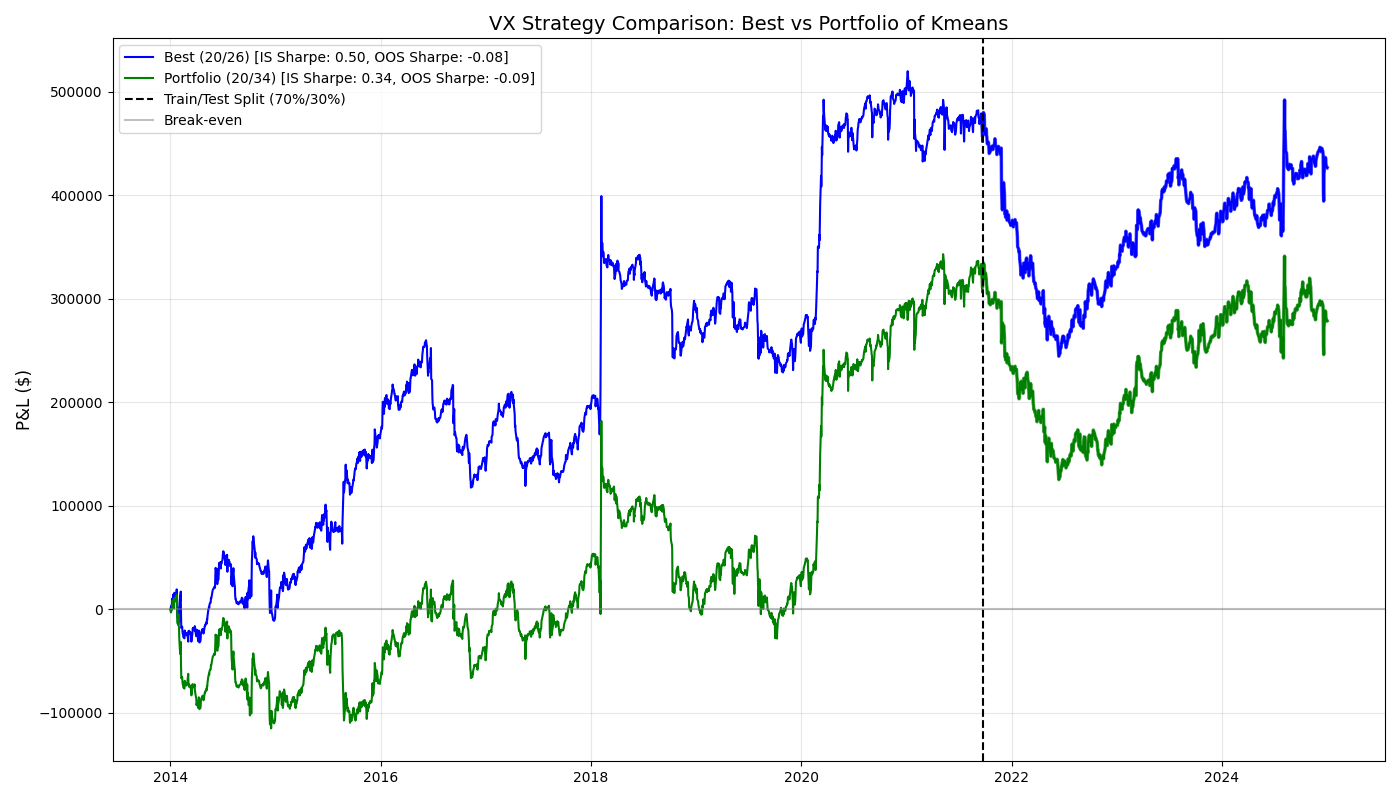 VX Strategy Comparison: Best vs Portfolio of Kmeans
Best (20/26) [IS Sharpe: 0.50, OOS Sharpe: -0.08]
Portfolio (20/34) [IS Sharpe: 0.34, OOS Sharpe: -0.09]
Train/Test Split (70%/30%)
Break-even
P&L ($)
500000
400000
300000
200000
100000
0
−100000
2014 2016 2018 2020 2022 2024